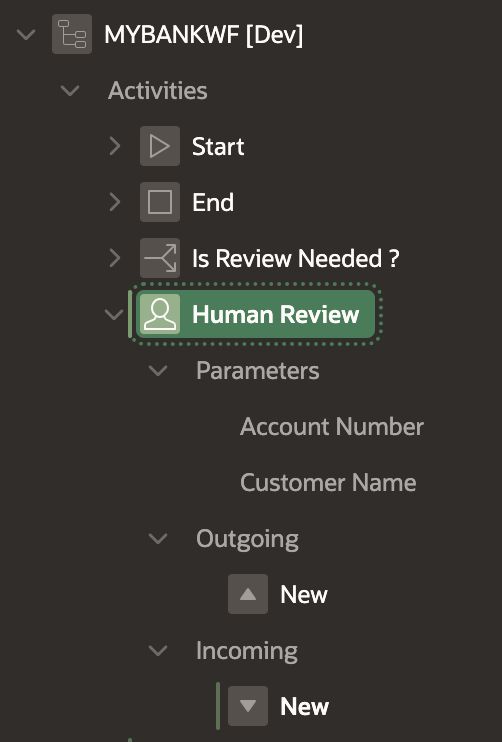 MYBANKWF [Dev]
Activities
Start
End
Is Review Needed ?
Human Review
Parameters
Account Number
Customer Name
Outgoing
New
Incoming
New